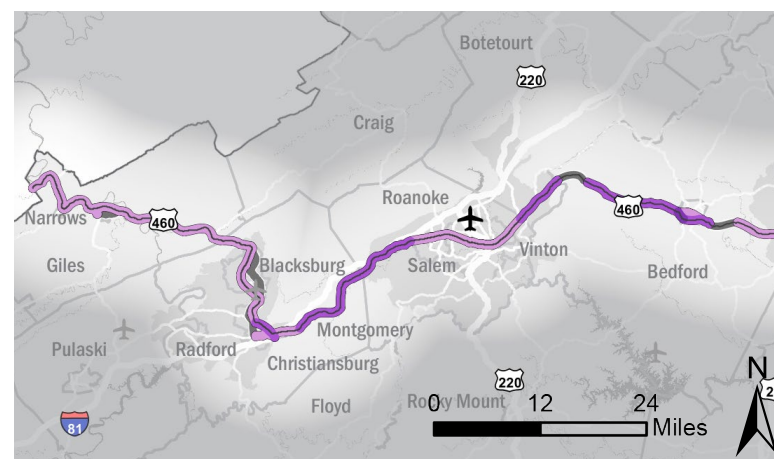 Botetourt
220
Craig
Roanoke
Narrows
460
460
Giles
Blacksburg
Salem
Vinton
Bedford
Montgomery
Pulaski
Radford
Christiansburg
N
220
2
Floyd
Rocky Mount
0 12 24
Miles
81